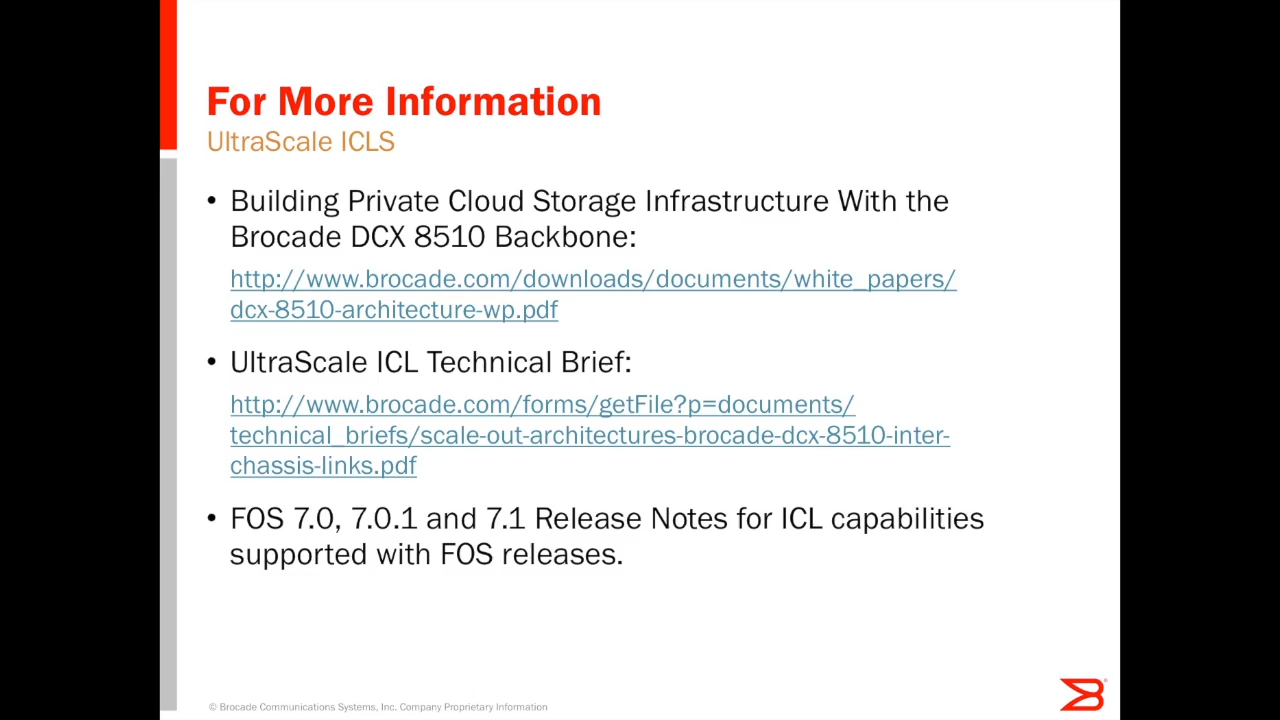 For More Information
UltraScale ICLS
• Building Private Cloud Storage Infrastructure With the
Brocade DCX 8510 Backbone:
http://www.brocade.com/downloads/documents/white_papers/
dcx-8510-architecture-wp.pdf
• UltraScale ICL Technical Brief:
http://www.brocade.com/forms/getFile?p=documents/
technical_briefs/scale-out-architectures-brocade-dcx-8510-inter-
chassis-links.pdf
• FOS 7.0, 7.0.1 and 7.1 Release Notes for ICL capabilities
supported with FOS releases.
© Brocade Communications Systems, Inc. Company Proprietary Information